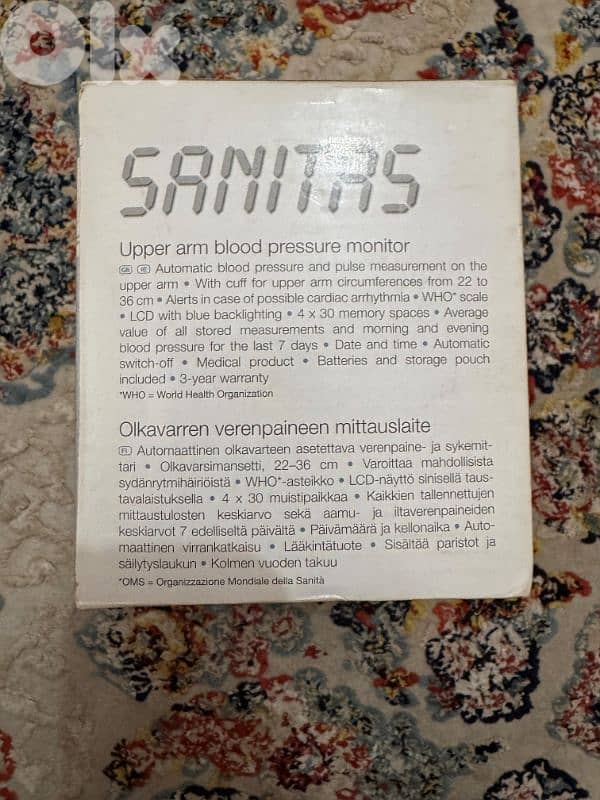 OLX
SANITAS
Upper arm blood pressure monitor
GB IE Automatic blood pressure and pulse measurement on the
upper arm • With cuff for upper arm circumferences from 22 to
36 cm • Alerts in case of possible cardiac arrhythmia • WHO* scale
• LCD with blue backlighting • 4 x 30 memory spaces • Average
value of all stored measurements and morning and evening
blood pressure for the last 7 days • Date and time • Automatic
switch-off • Medical product • Batteries and storage pouch
included • 3-year warranty
*WHO = World Health Organization
Olkavarren verenpaineen mittauslaite
FI Automaattinen olkavarteen asetettava verenpaine- ja sykemit-
tari • Olkavarsimansetti, 22–36 cm • Varoittaa mahdollisista
sydänrytmihäiriöistä • WHO*-asteikko • LCD-näyttö sinisellä taus-
tavalaistuksella • 4 x 30 muistipaikkaa • Kaikkien tallennettujen
mittaustulosten keskiarvo sekä aamu- ja iltaverenpaineiden
keskiarvot 7 edelliseltä päivältä • Päivämäärä ja kellonaika • Auto-
maattinen virrankatkaisu • Lääkintätuote • Sisältää paristot ja
säilytyslaukun • Kolmen vuoden takuu
*OMS = Organizzazione Mondiale della Sanità